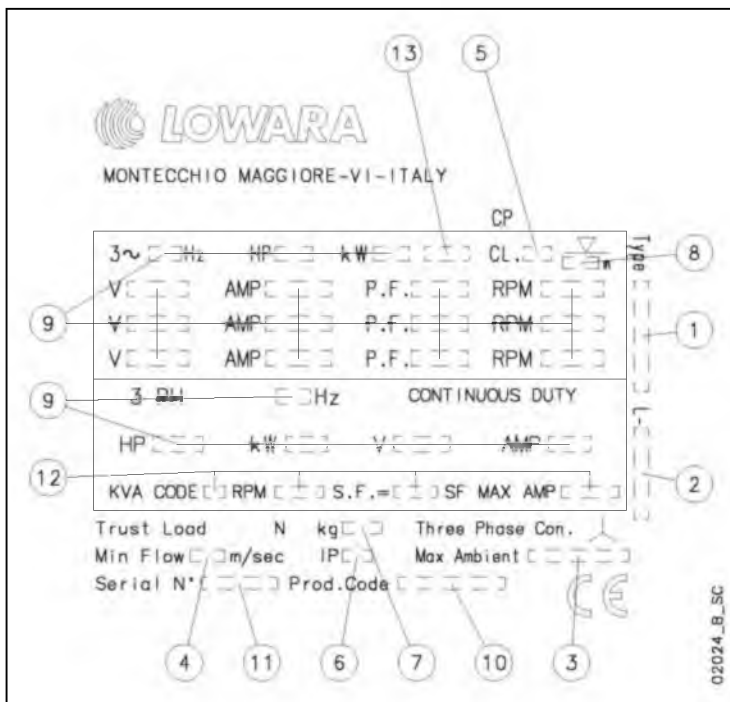 13 5
LOWARA
MONTECCHIO MAGGIORE-VI-ITALY
CP
3~ Hz HP kW CL. m 8
Type
V AMP P.F. RPM
9 V AMP P.F. RPM
1
V AMP P.F. RPM
9 3 PH Hz CONTINUOUS DUTY
L-
HP kW V AMP
12
2
KVA CODE RPM S.F.= SF MAX AMP
Trust Load N kg Three Phase Con.
Min Flow m/sec IP Max Ambient
Serial N° Prod.Code CE
4 11 6 7 10 3
02024_B_SC